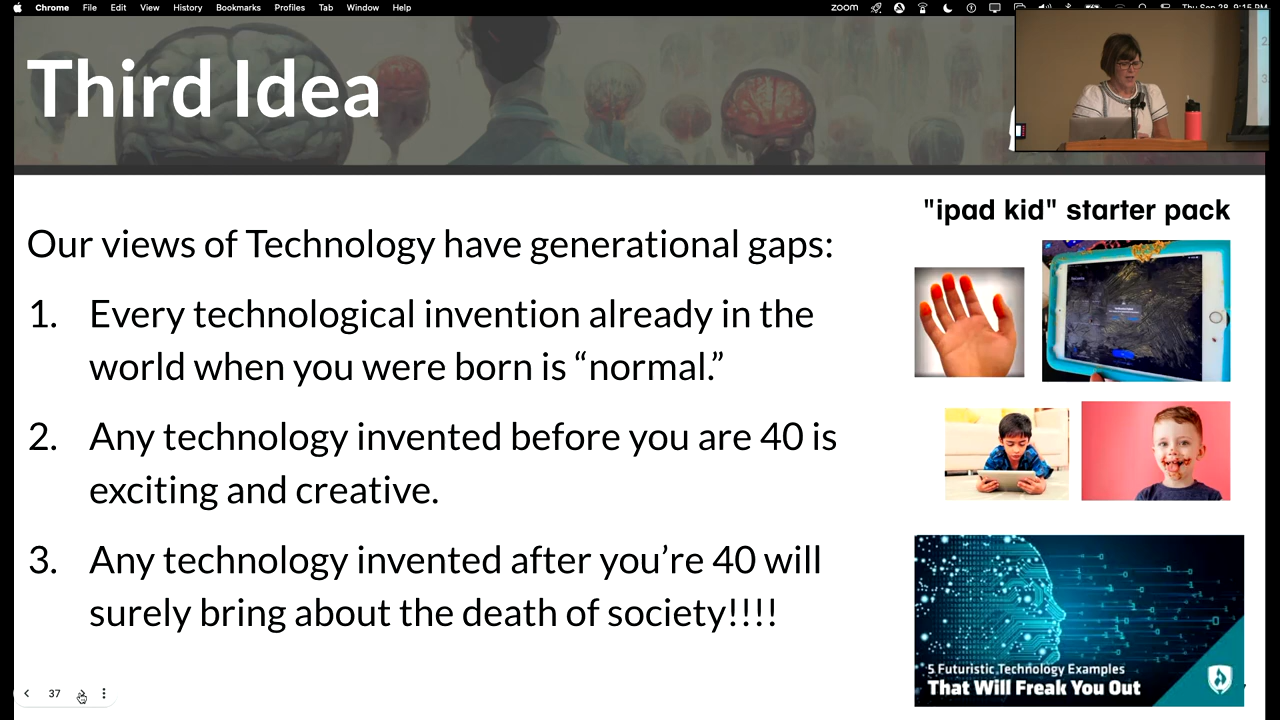 Chrome File Edit View History Bookmarks Profiles Tab Window Help zoom Thu Sep 28 9:15 PM
Third Idea
Our views of Technology have generational gaps:
1. Every technological invention already in the
world when you were born is “normal.”
2. Any technology invented before you are 40 is
exciting and creative.
3. Any technology invented after you’re 40 will
surely bring about the death of society!!!!
"ipad kid" starter pack
5 Futuristic Technology Examples
That Will Freak You Out
37